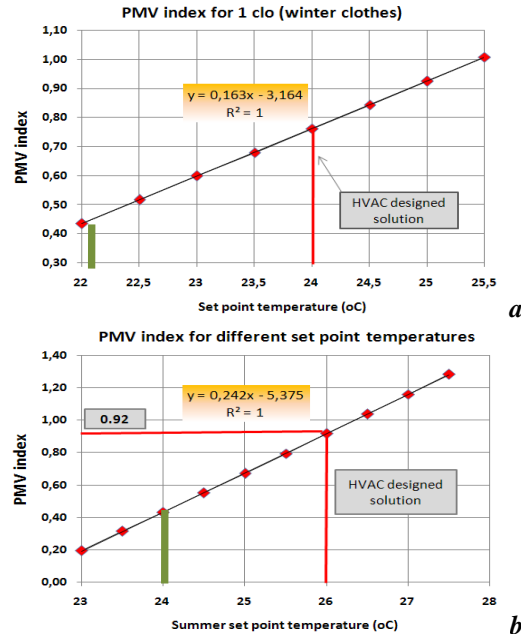 PMV index for 1 clo (winter clothes)
1,10
1,00
0,90
0,80
0,70
0,60
0,50
0,40
0,30
PMV index
y = 0,163x - 3,164
R² = 1
HVAC designed
solution
22 22,5 23 23,5 24 24,5 25 25,5
Set point temperature (oC)
a
PMV index for different set point temperatures
1,40
1,20
1,00
0,80
0,60
0,40
0,20
0,00
PMV index
y = 0,242x - 5,375
R² = 1
0.92
HVAC designed
solution
23 24 25 26 27 28
Summer set point temperature (oC)
b